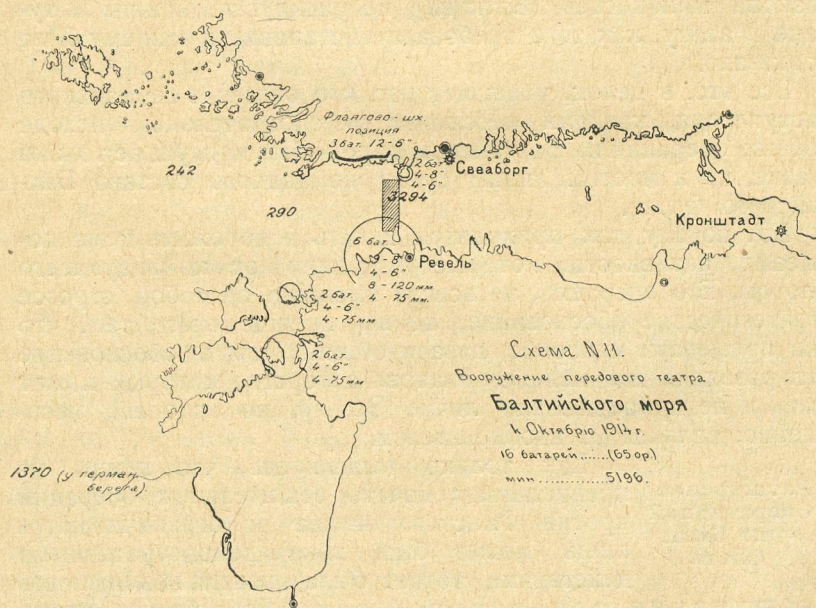 Флангово-шх.
позиция
3 бат. 12-6"
242
290
2 бат
4-8"
4-6"
3294
Свеаборг
Кронштадт
6 бат.
9-8"
4-6"
8-120 мм
4-75 мм.
Ревель
2 бат.
4-6"
4-75 мм
2 бат
4-6"
4-75 мм
Схема N 11.
Вооружение передового театра
Балтийского моря
к Октябрю 1914 г.
16 батарей......(65 ор.)
мин .............5196.
1370 (у герман.
берега).